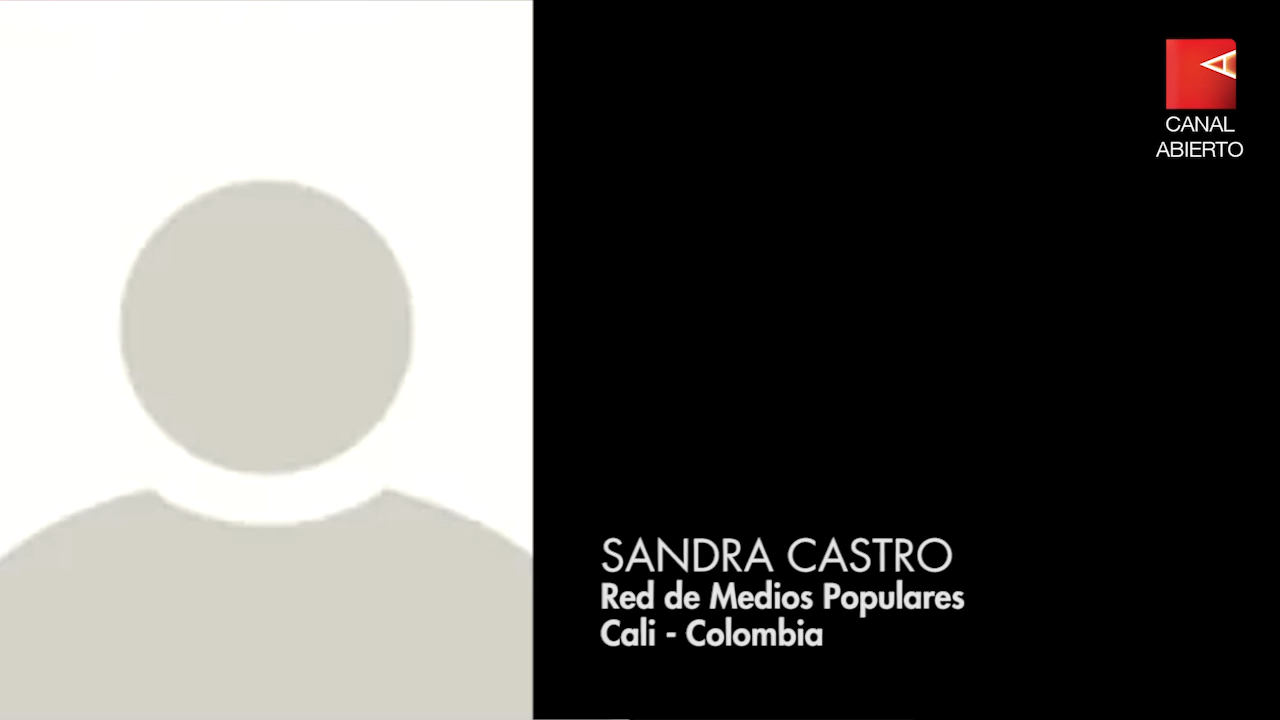 CANAL
ABIERTO
SANDRA CASTRO
Red de Medios Populares
Cali - Colombia